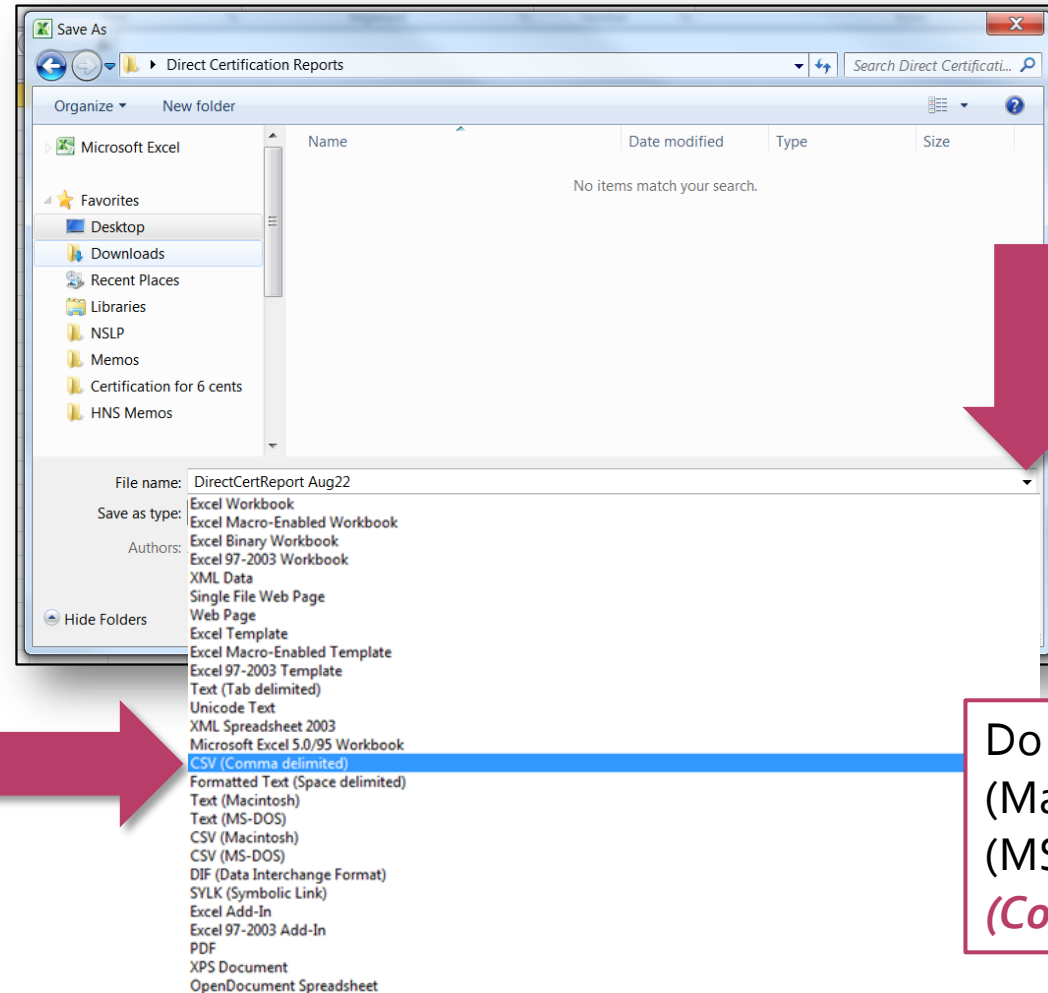 Save As
Direct Certification Reports
Search Direct Certificati...
Organize
New folder
Microsoft Excel
Name
Date modified
Type
Size
No items match your search.
Favorites
Desktop
Downloads
Recent Places
Libraries
NSLP
Memos
Certification for 6 cents
HNS Memos
File name: DirectCertReport Aug22
Save as type:
Authors:
Hide Folders
Excel Workbook
Excel Macro-Enabled Workbook
Excel Binary Workbook
Excel 97-2003 Workbook
XML Data
Single File Web Page
Web Page
Excel Template
Excel Macro-Enabled Template
Excel 97-2003 Template
Text (Tab delimited)
Unicode Text
XML Spreadsheet 2003
Microsoft Excel 5.0/95 Workbook
CSV (Comma delimited)
Formatted Text (Space delimited)
Text (Macintosh)
Text (MS-DOS)
CSV (Macintosh)
CSV (MS-DOS)
DIF (Data Interchange Format)
SYLK (Symbolic Link)
Excel Add-In
Excel 97-2003 Add-In
PDF
XPS Document
OpenDocument Spreadsheet
Do